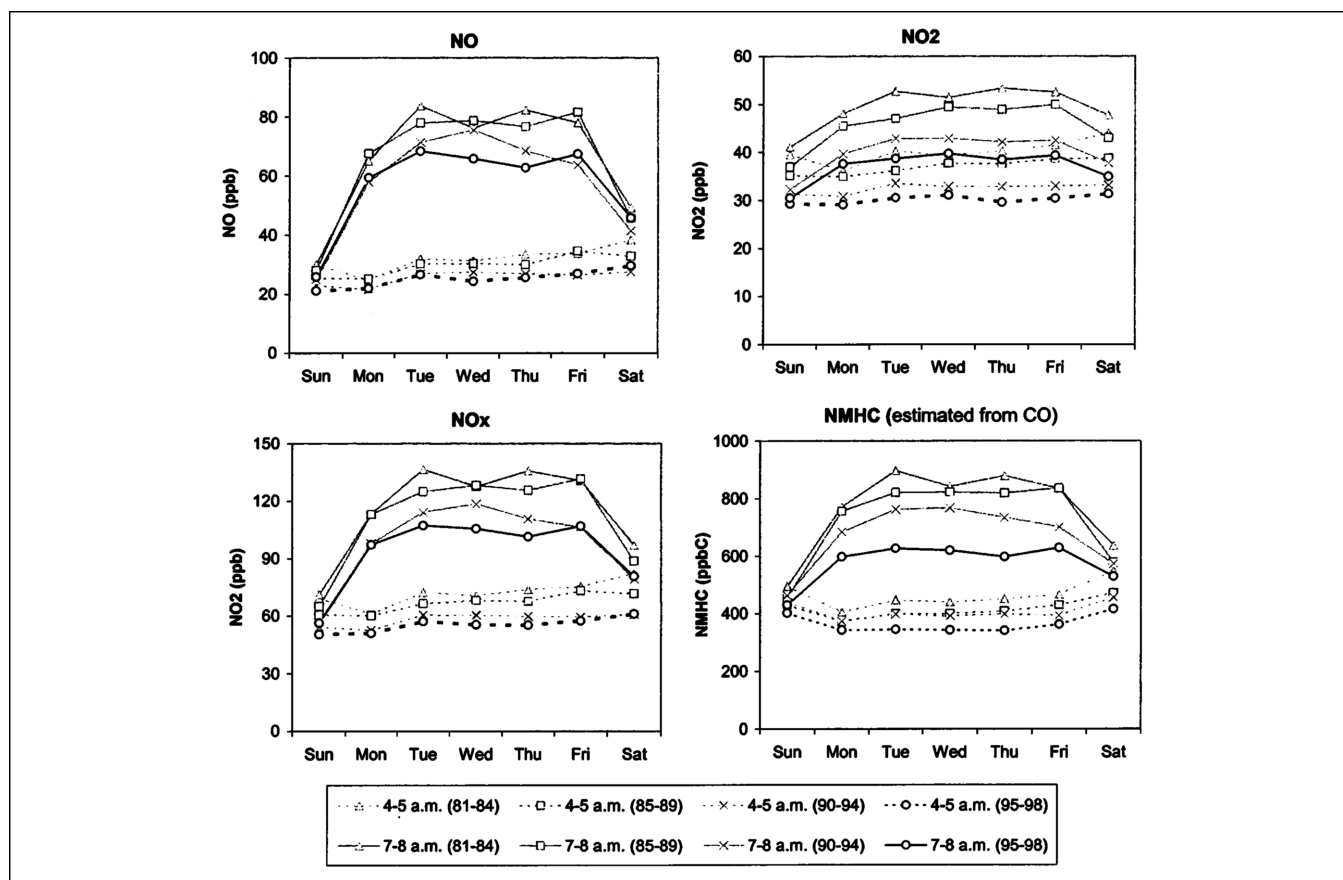 NO
100
80
60
40
20
0
NO (ppb)
Sun Mon Tue Wed Thu Fri Sat
NO2
60
50
40
30
20
10
0
NO2 (ppb)
Sun Mon Tue Wed Thu Fri Sat
NOx
150
120
90
60
30
0
NO2 (ppb)
Sun Mon Tue Wed Thu Fri Sat
NMHC (estimated from CO)
1000
800
600
400
200
0
NMHC (ppbC)
Sun Mon Tue Wed Thu Fri Sat
4-5 a.m. (81-84) 4-5 a.m. (85-89) 4-5 a.m. (90-94) 4-5 a.m. (95-98)
7-8 a.m. (81-84) 7-8 a.m. (85-89) 7-8 a.m. (90-94) 7-8 a.m. (95-98)